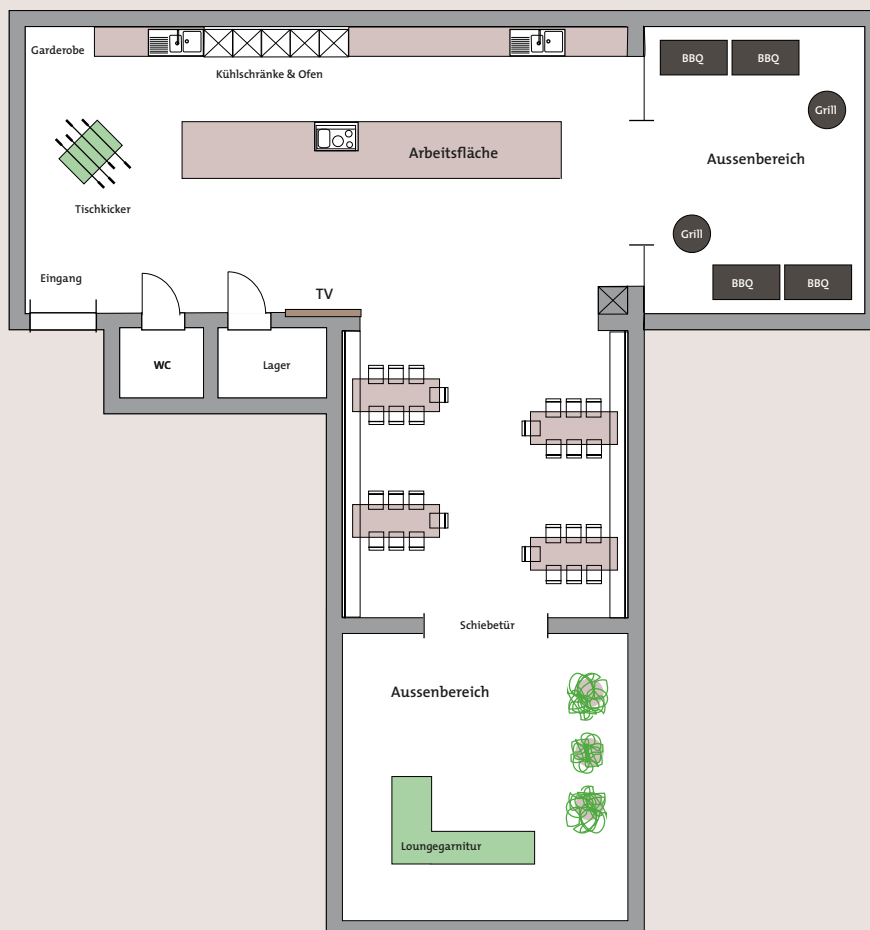 Garderobe
Kühlschränke & Ofen
BBQ
BBQ
Grill
Arbeitsfläche
Aussenbereich
Tischkicker
Grill
Eingang
BBQ
BBQ
TV
WC
Lager
Schiebetür
Aussenbereich
Loungegarnitur